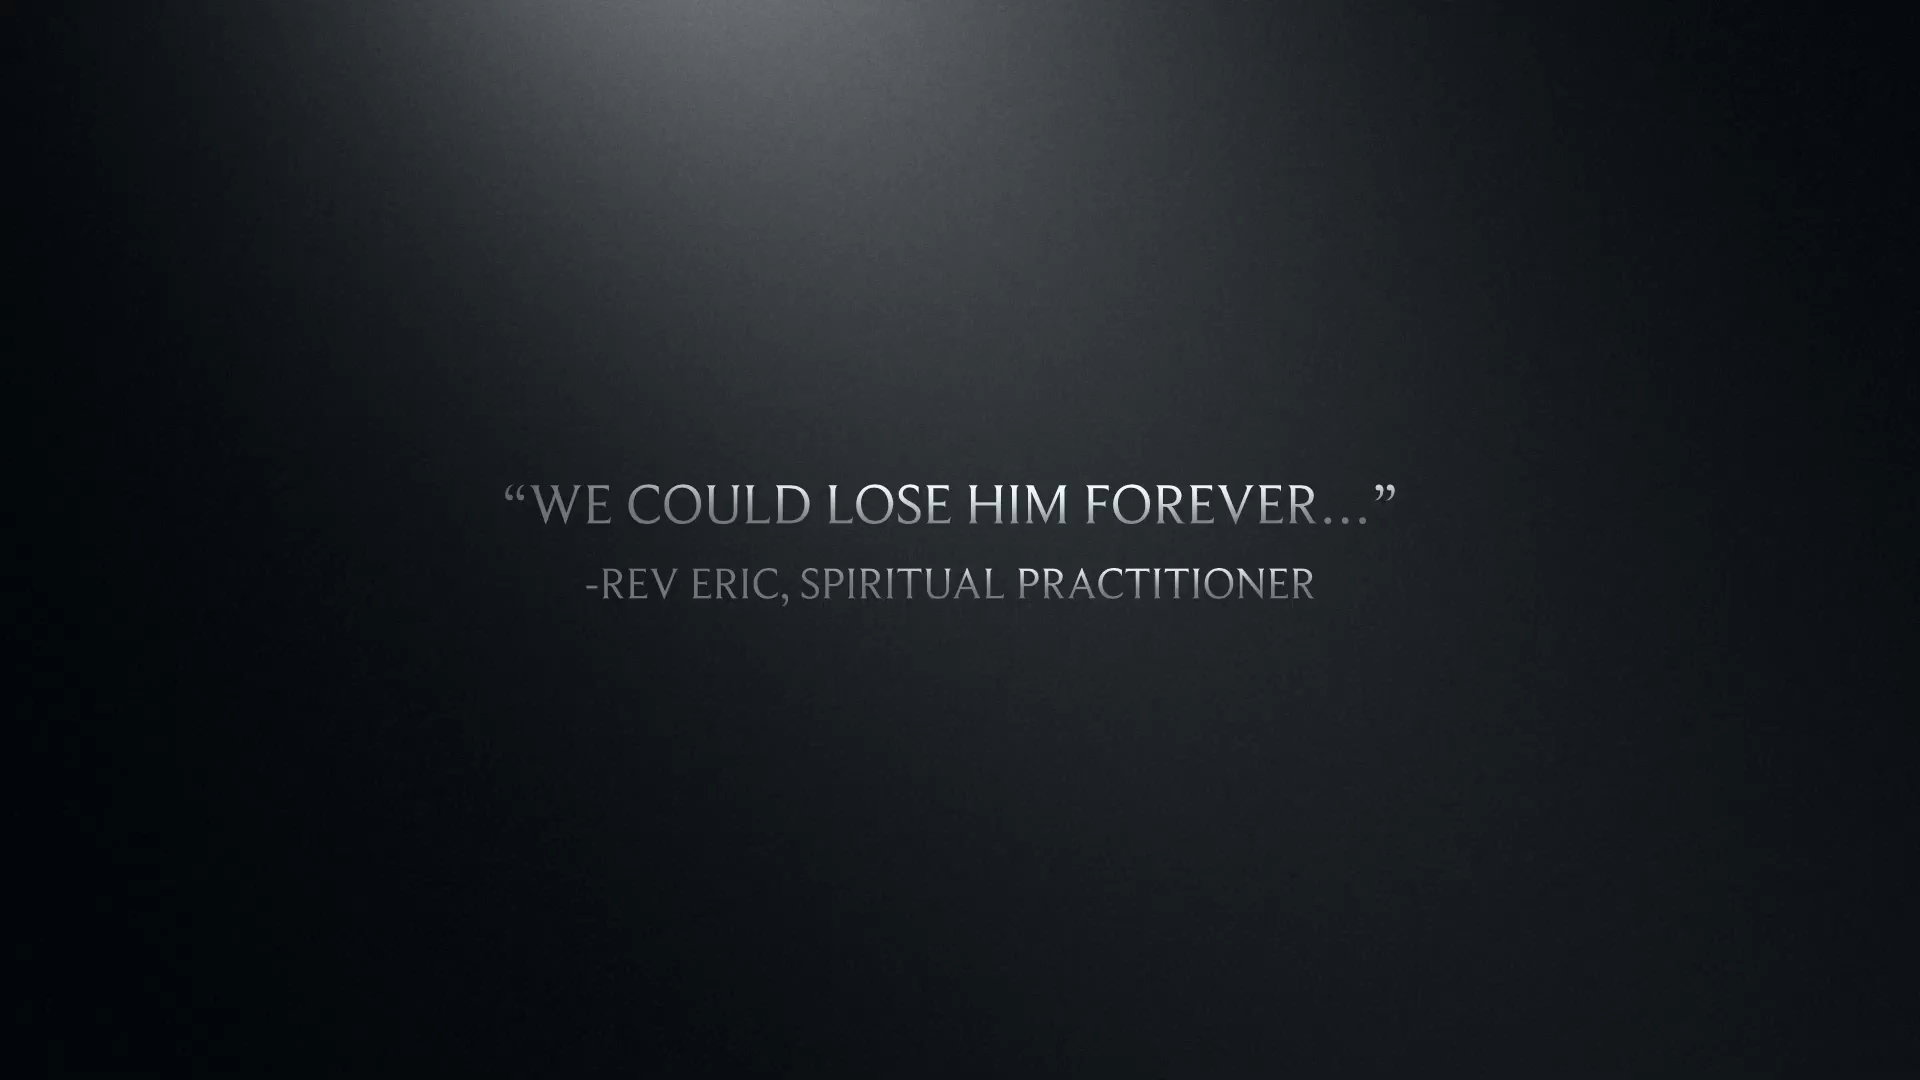 “WE COULD LOSE HIM FOREVER...”
-REV ERIC, SPIRITUAL PRACTITIONER